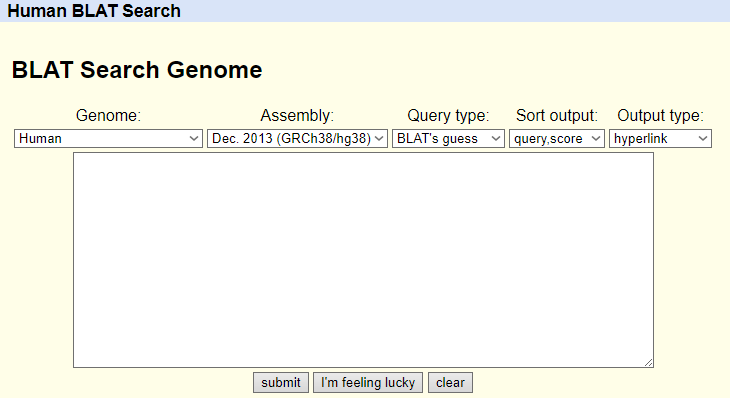 Human BLAT Search
BLAT Search Genome
Genome: Assembly: Query type: Sort output: Output type:
Human Dec. 2013 (GRCh38/hg38) BLAT's guess query,score hyperlink
submit I'm feeling lucky clear